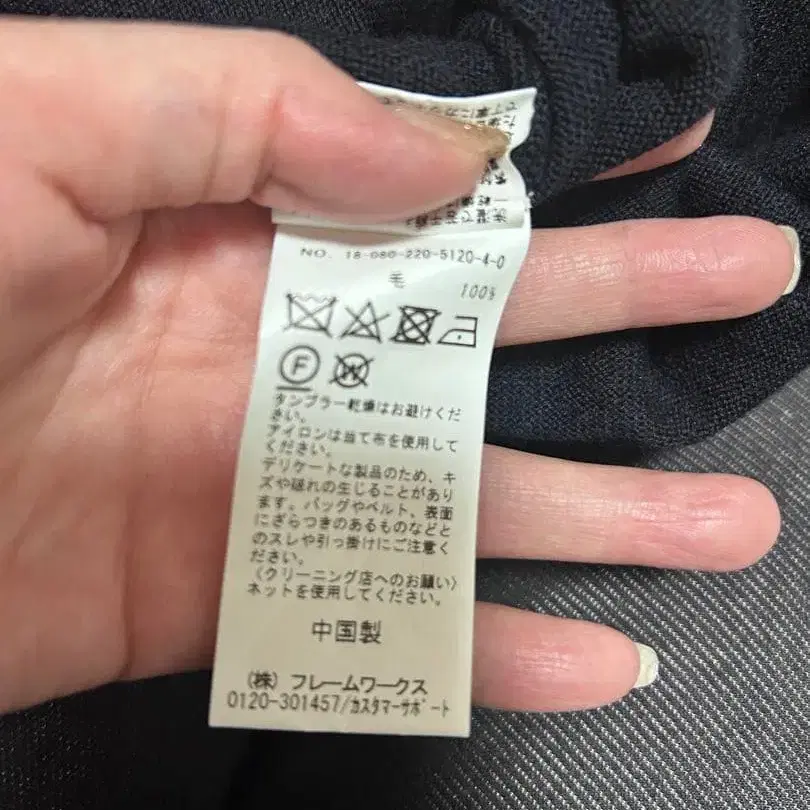 NO. 18-080-220-5120-4-0
毛 100%
F
W
タンブラー乾燥はお避けくだ
さい。
アイロンは当て布を使用して
ください。
デリケートな製品のため、キ
ズや擦れの生じることがあり
ます。バッグやベルト、表面
にざらつきのあるものなどと
のスレや引っ掛けにご注意く
ださい。
〈クリーニング店へのお願い〉
ネットを使用してください。
中国製
(株) フレームワークス
0120-301457/カスタマーサポート